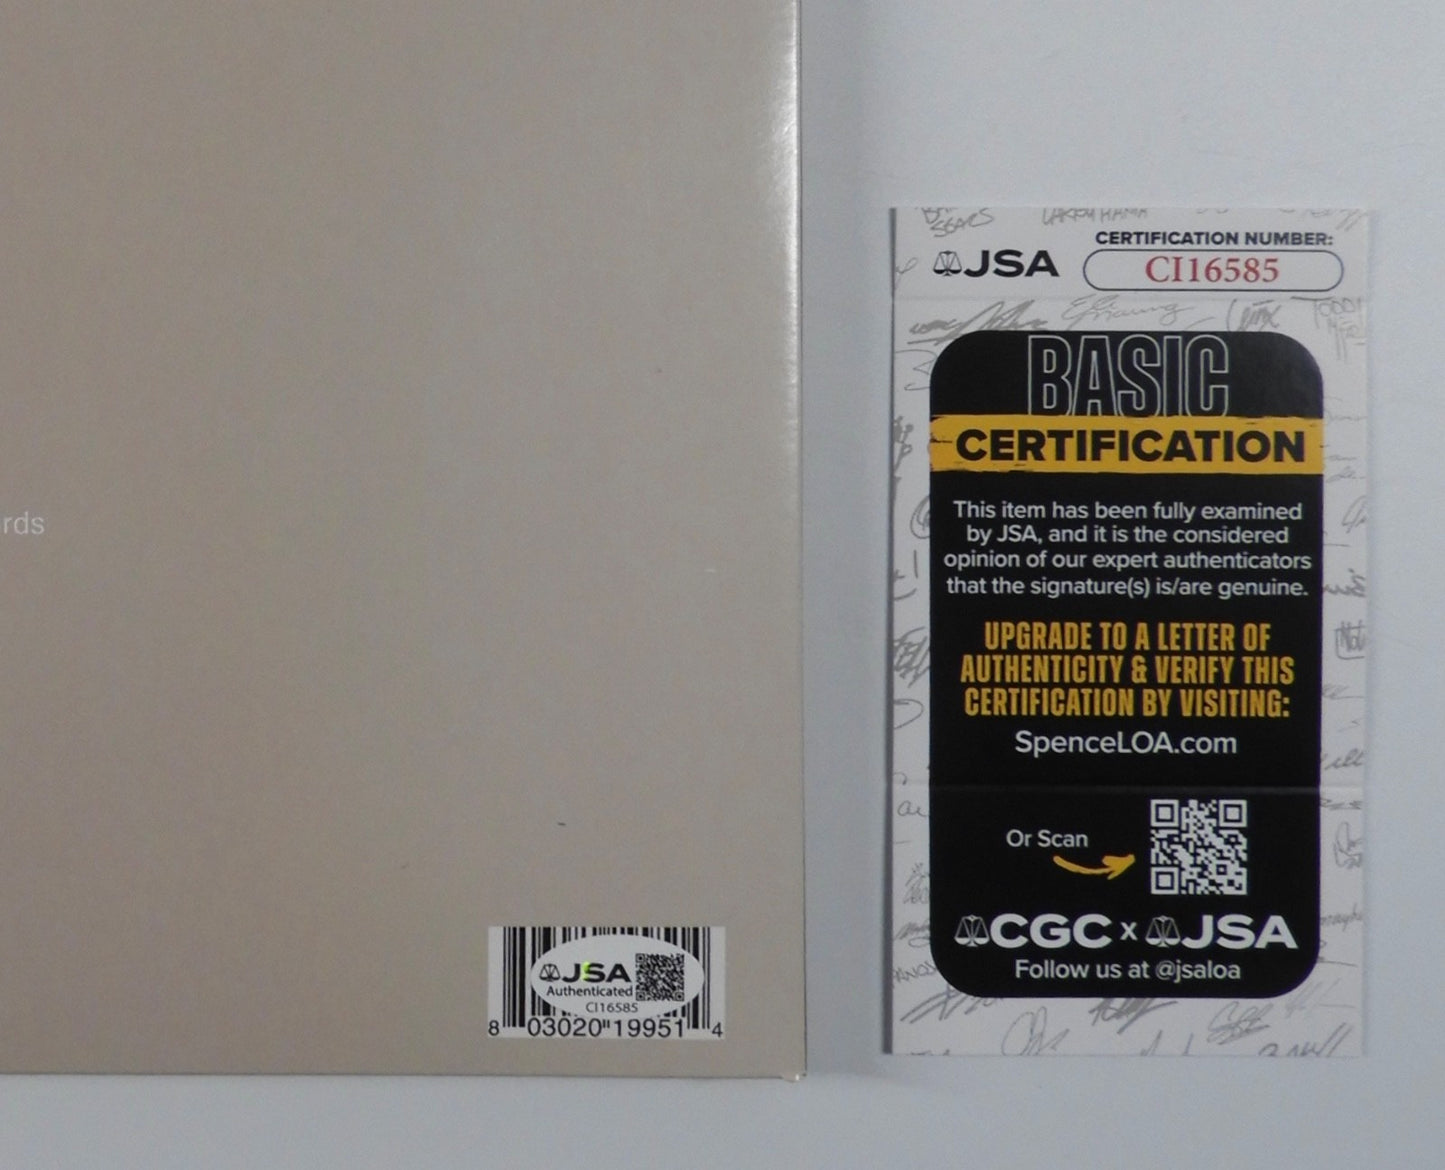 rds
JSA
Authenticated
CI16585
8 03020 19951 4
JSA
CERTIFICATION NUMBER:
CI16585
BASIC
CERTIFICATION
This item has been fully examined
by JSA, and it is the considered
opinion of our expert authenticators
that the signature(s) is/are genuine.
UPGRADE TO A LETTER OF
AUTHENTICITY & VERIFY THIS
CERTIFICATION BY VISITING:
SpenceLOA.com
Or Scan
CGC x JSA
Follow us at @jsaloa